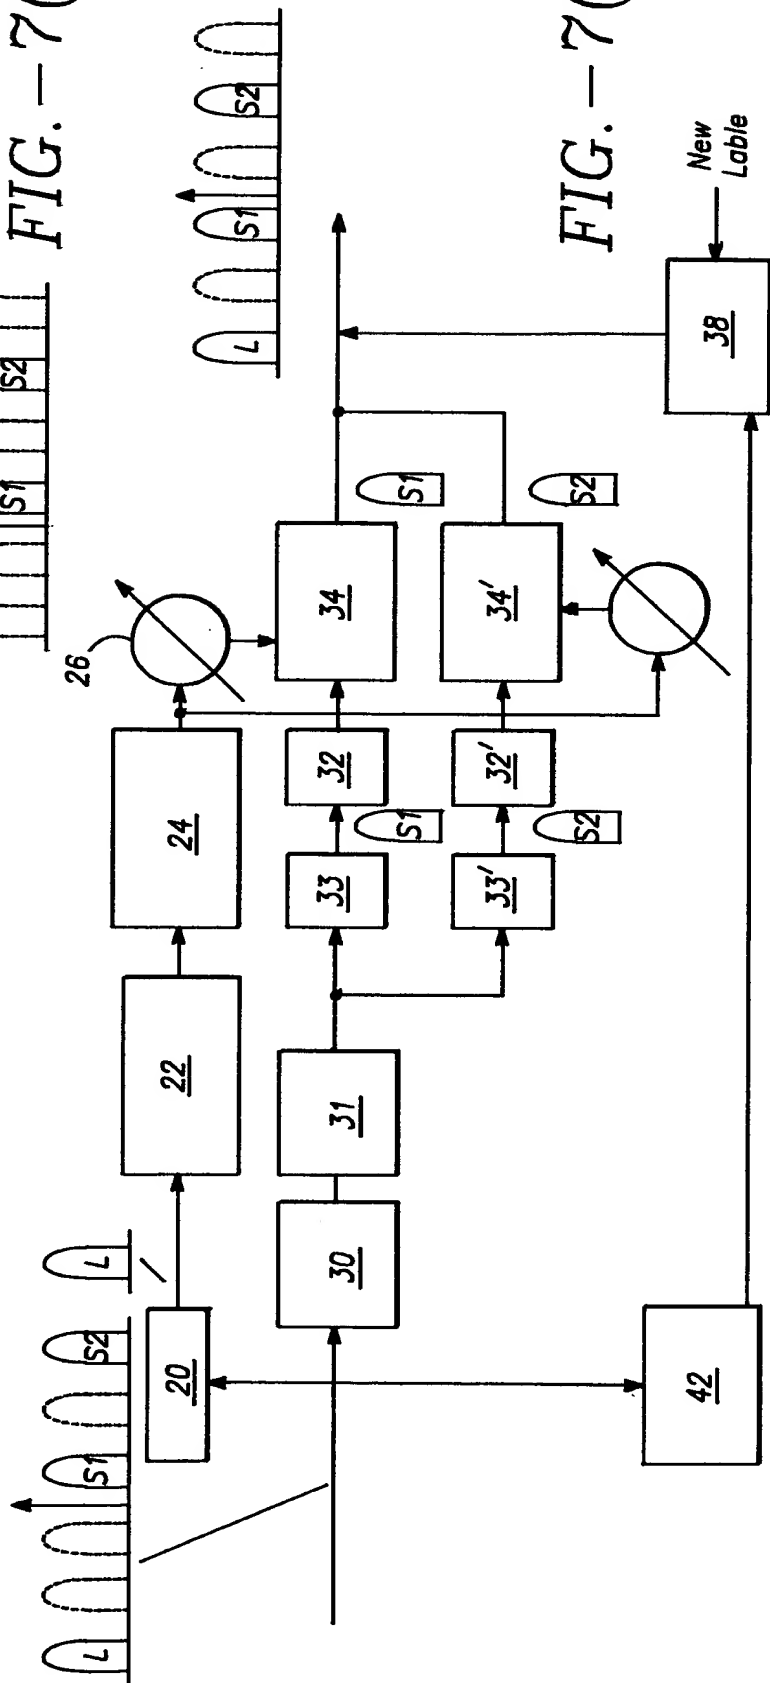 FIG.-7(
S1 S2
L S1 S2
FIG.-7(
L S1 S2
L
20
22
24
26
30
31
33
S1
32
34
S1
33'
S2
32'
34'
S2
42
38
New
Lable